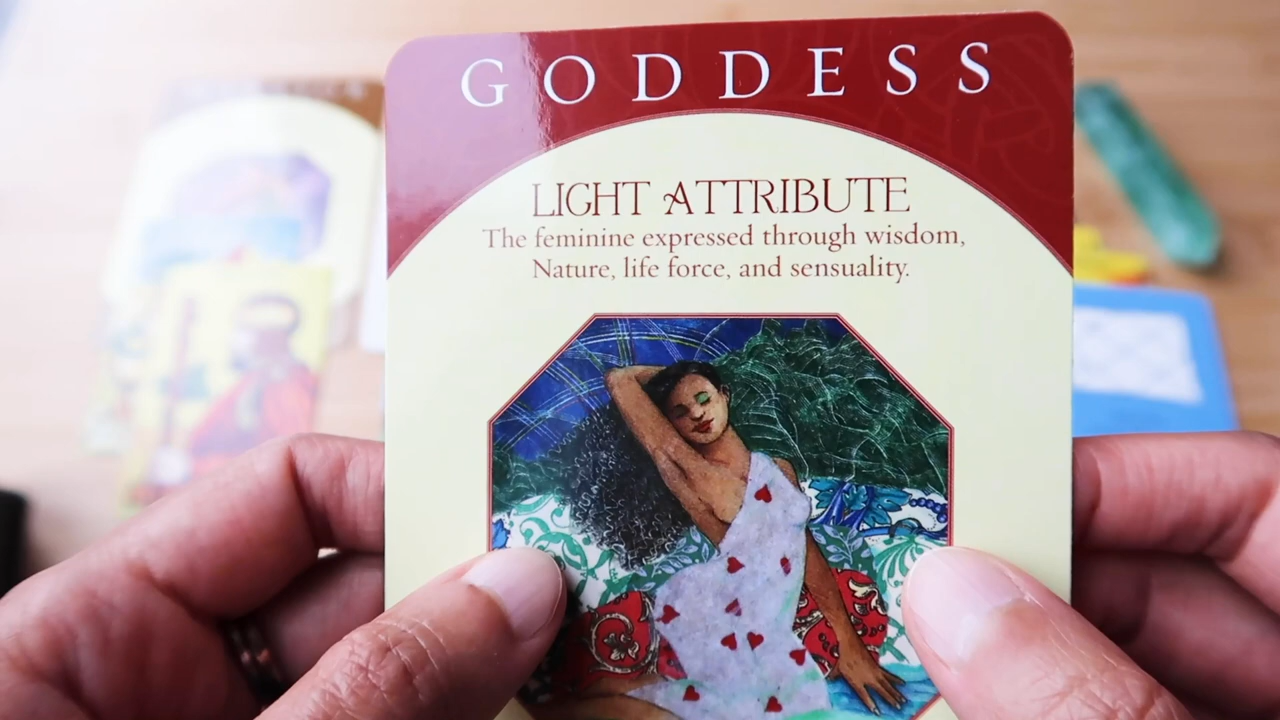 GODDESS
LIGHT ATTRIBUTE
The feminine expressed through wisdom,
Nature, life force, and sensuality.